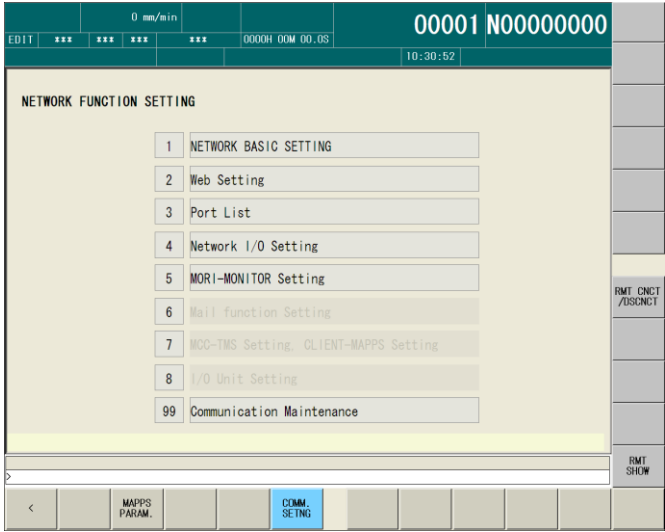 0 mm/min
00001 N00000000
EDIT *** *** *** *** 0000H 00M 00.0S
10:30:52
NETWORK FUNCTION SETTING
1 NETWORK BASIC SETTING
2 Web Setting
3 Port List
4 Network I/O Setting
5 MORI-MONITOR Setting
6 Mail function Setting
7 MCC-TMS Setting, CLIENT-MAPPS Setting
8 I/O Unit Setting
99 Communication Maintenance
RMT CNCT
/DSCNCT
RMT
SHOW
>
< MAPPS
PARAM.
COMM.
SETNG